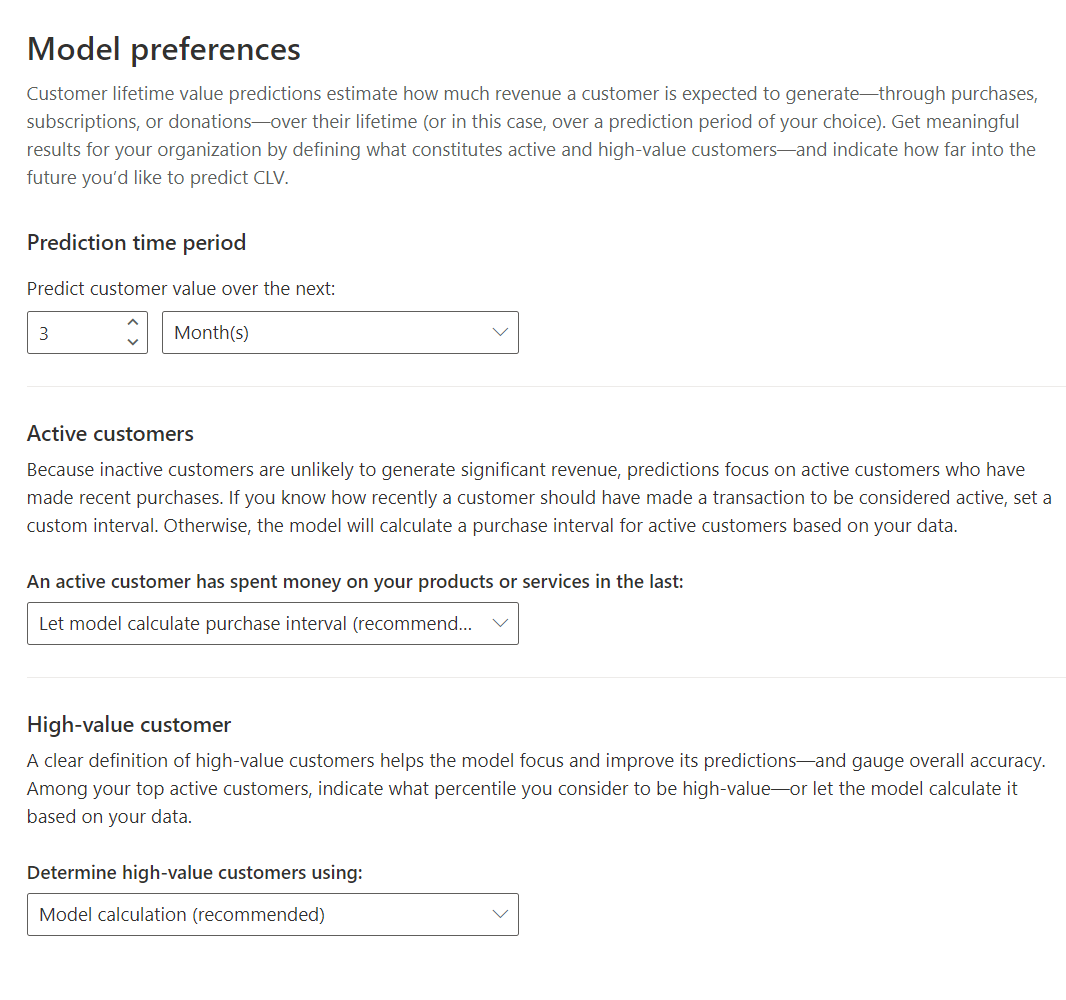 Model preferences
Customer lifetime value predictions estimate how much revenue a customer is expected to generate—through purchases,
subscriptions, or donations—over their lifetime (or in this case, over a prediction period of your choice). Get meaningful
results for your organization by defining what constitutes active and high-value customers—and indicate how far into the
future you’d like to predict CLV.
Prediction time period
Predict customer value over the next:
3 Month(s)
Active customers
Because inactive customers are unlikely to generate significant revenue, predictions focus on active customers who have
made recent purchases. If you know how recently a customer should have made a transaction to be considered active, set a
custom interval. Otherwise, the model will calculate a purchase interval for active customers based on your data.
An active customer has spent money on your products or services in the last:
Let model calculate purchase interval (recommend...
High-value customer
A clear definition of high-value customers helps the model focus and improve its predictions—and gauge overall accuracy.
Among your top active customers, indicate what percentile you consider to be high-value—or let the model calculate it
based on your data.
Determine high-value customers using:
Model calculation (recommended)